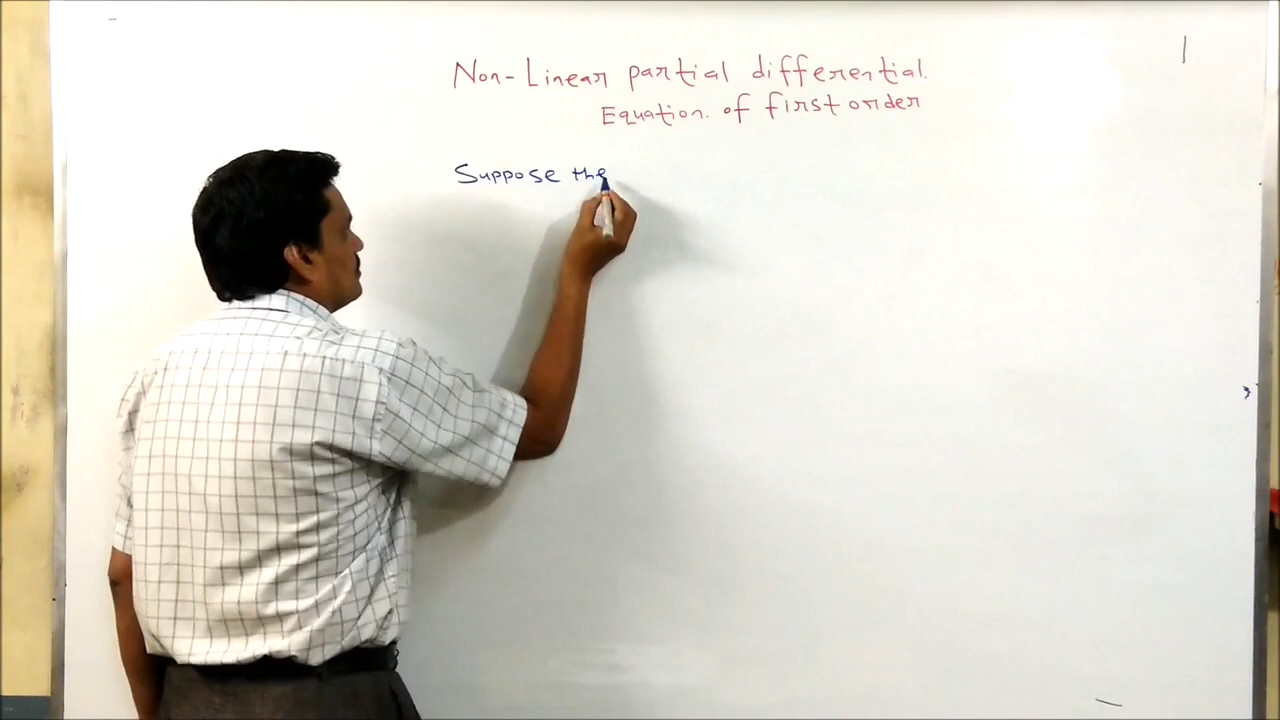 Non-Linear partial differential.
Equation. of first order
Suppose the